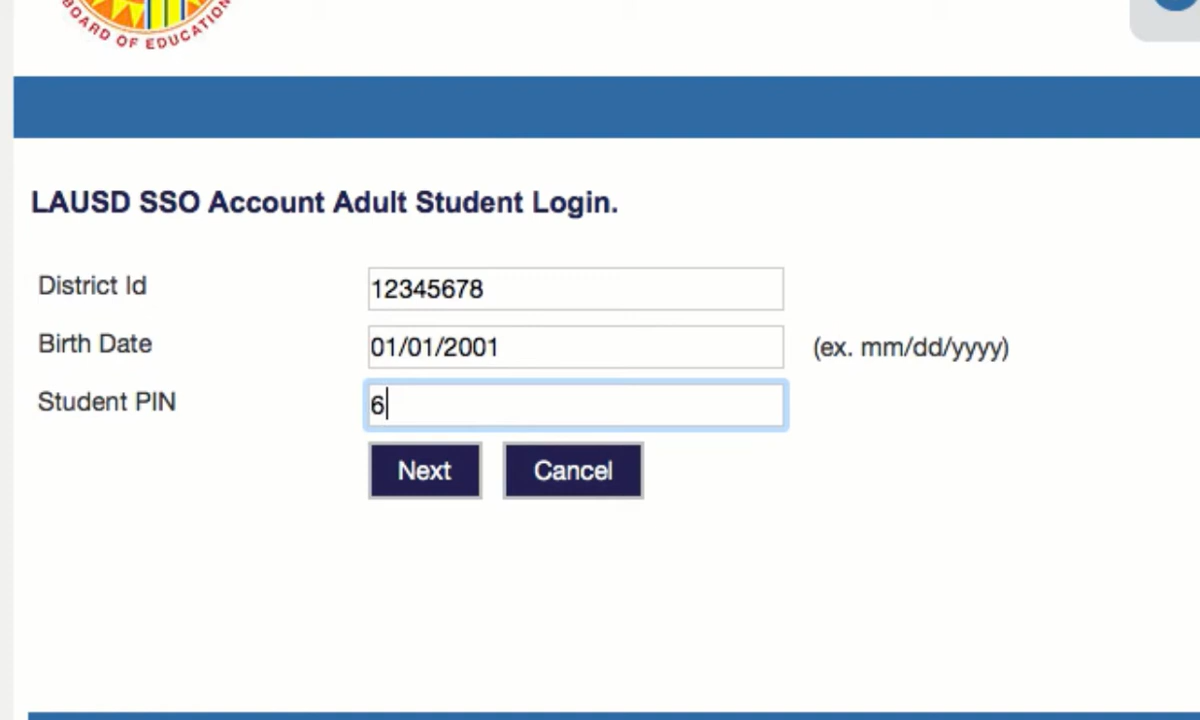 BOARD OF EDUCATION
LAUSD SSO Account Adult Student Login.
District Id 12345678
Birth Date 01/01/2001 (ex. mm/dd/yyyy)
Student PIN 6
Next Cancel